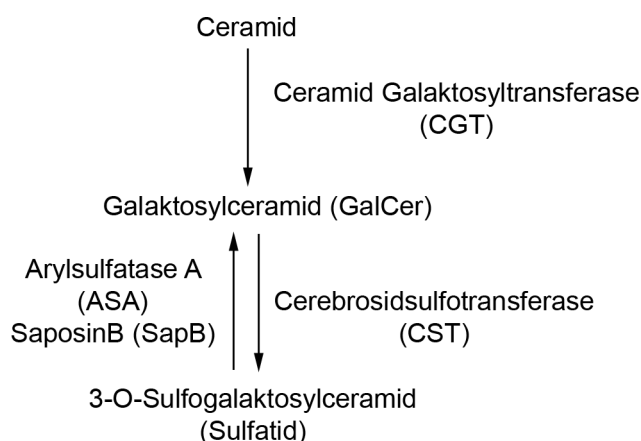 Ceramid
Ceramid Galaktosyltransferase
(CGT)
Galaktosylceramid (GalCer)
Arylsulfatase A
(ASA)
SaposinB (SapB)
Cerebrosidsulfotransferase
(CST)
3-O-Sulfogalaktosylceramid
(Sulfatid)